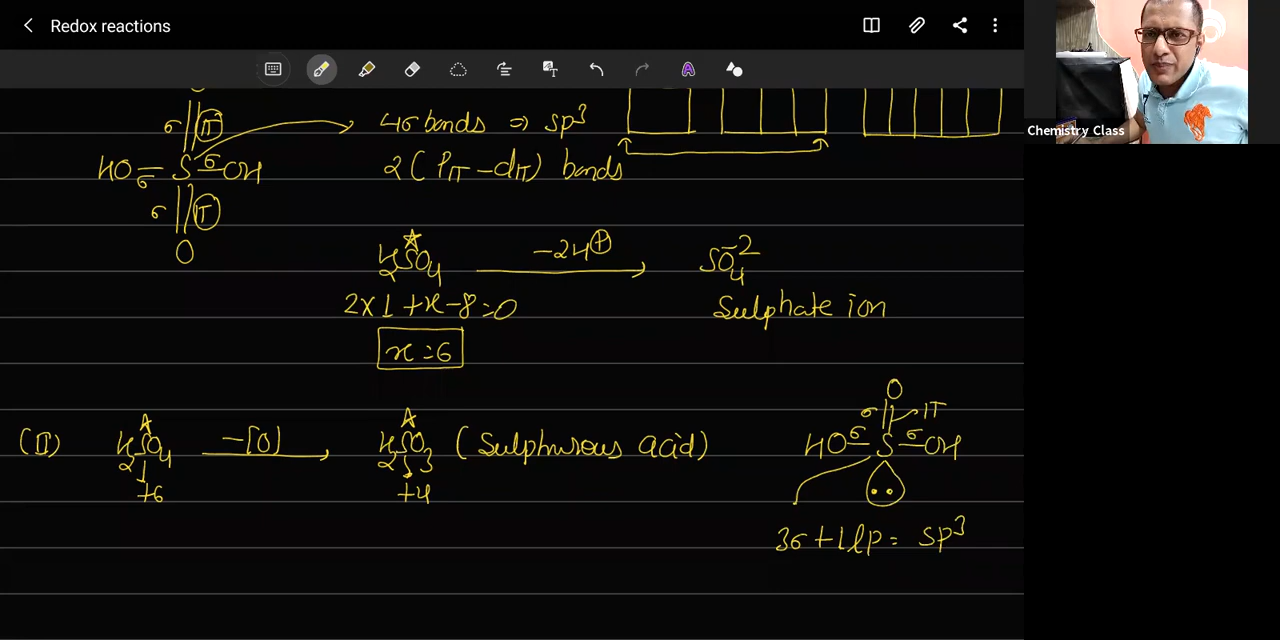 Redox reactions
Chemistry Class
σ || π
HO –σ S –σ OH
σ || π
O
4σ bonds ⇒ sp³
2 (Pπ – dπ) bonds
H₂SO₄ –2H⊕ → SO₄⁻²
2×1 + x – 8 = 0
Sulphate ion
x = 6
(II) H₂SO₄ –[O] → H₂SO₃ (Sulphurous acid)
+6 +4
O
σ || π
HO –σ S –σ OH
3σ + 1lp = sp³